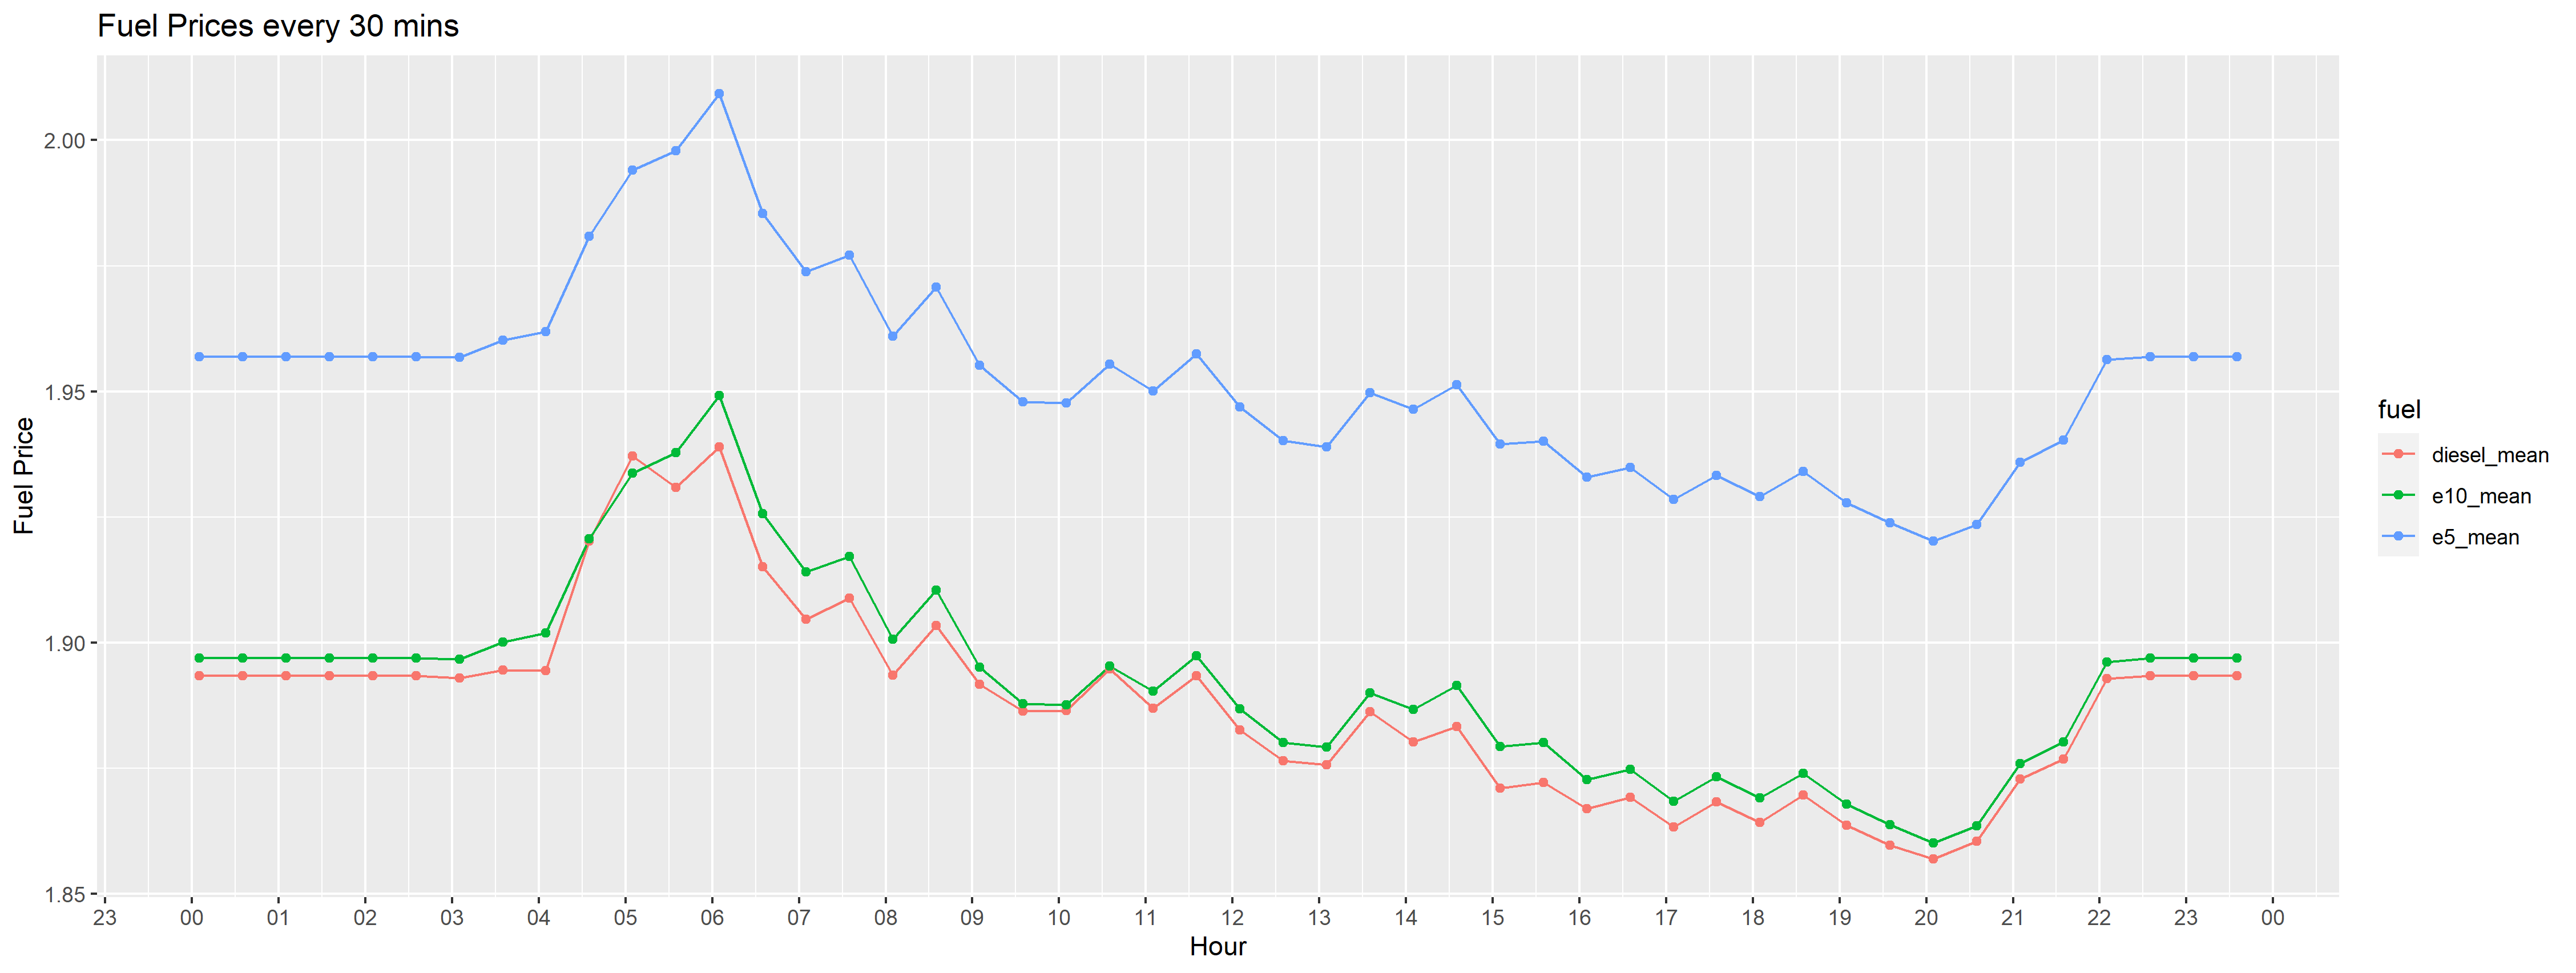 Fuel Prices every 30 mins
2.00
1.95
1.90
1.85
Fuel Price
23 00 01 02 03 04 05 06 07 08 09 10 11 12 13 14 15 16 17 18 19 20 21 22 23 00
Hour
fuel
diesel_mean
e10_mean
e5_mean